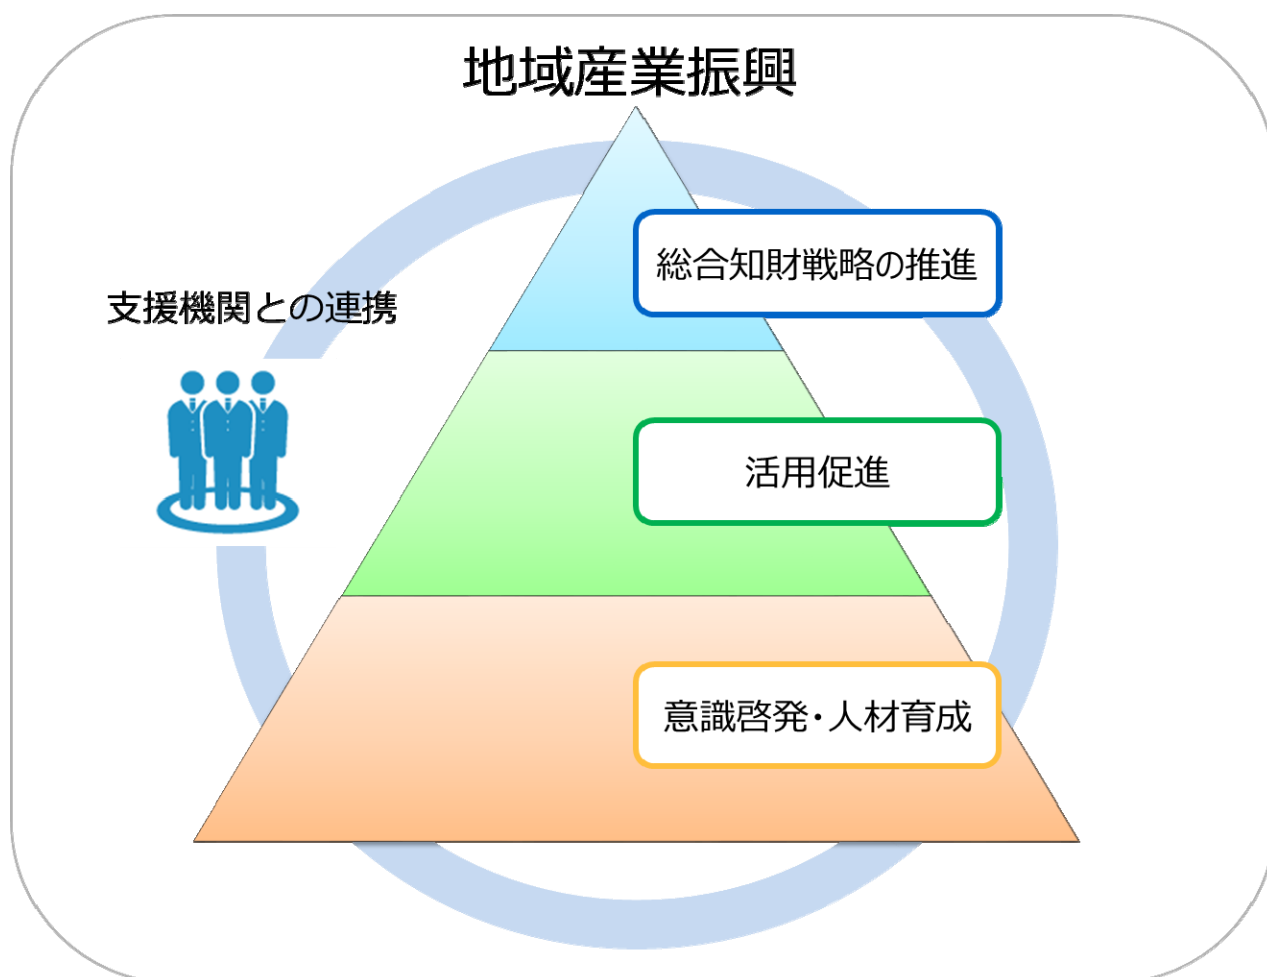 地域産業振興
総合知財戦略の推進
支援機関との連携
活用促進
意識啓発・人材育成